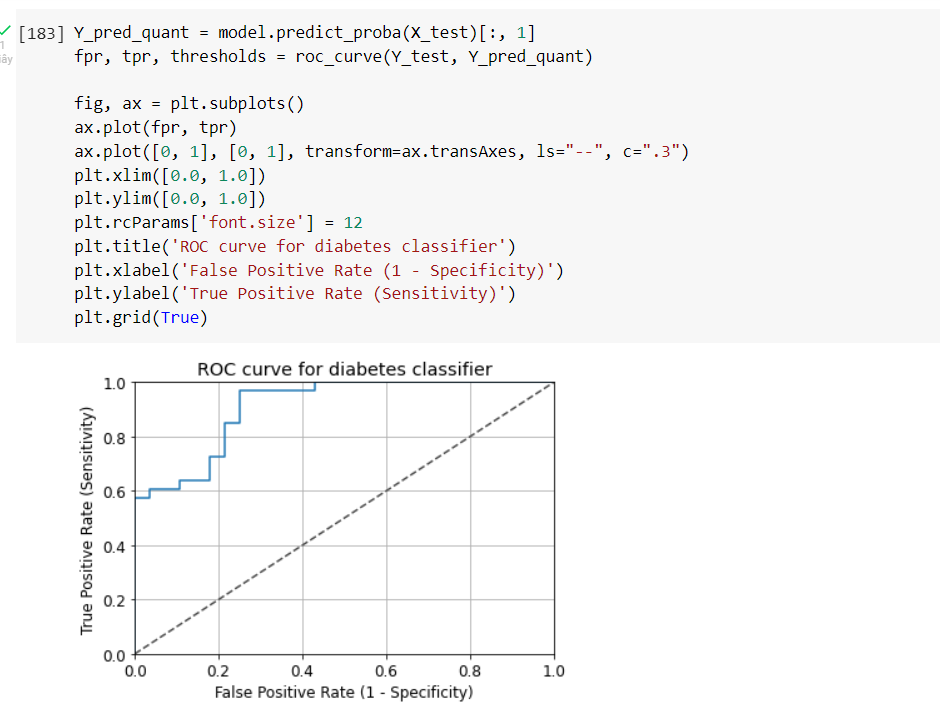 [183] Y_pred_quant = model.predict_proba(X_test)[:, 1]
1
iây
fpr, tpr, thresholds = roc_curve(Y_test, Y_pred_quant)
fig, ax = plt.subplots()
ax.plot(fpr, tpr)
ax.plot([0, 1], [0, 1], transform=ax.transAxes, ls="--", c=".3")
plt.xlim([0.0, 1.0])
plt.ylim([0.0, 1.0])
plt.rcParams['font.size'] = 12
plt.title('ROC curve for diabetes classifier')
plt.xlabel('False Positive Rate (1 - Specificity)')
plt.ylabel('True Positive Rate (Sensitivity)')
plt.grid(True)
ROC curve for diabetes classifier
True Positive Rate (Sensitivity)
1.0
0.8
0.6
0.4
0.2
0.0
0.0 0.2 0.4 0.6 0.8 1.0
False Positive Rate (1 - Specificity)